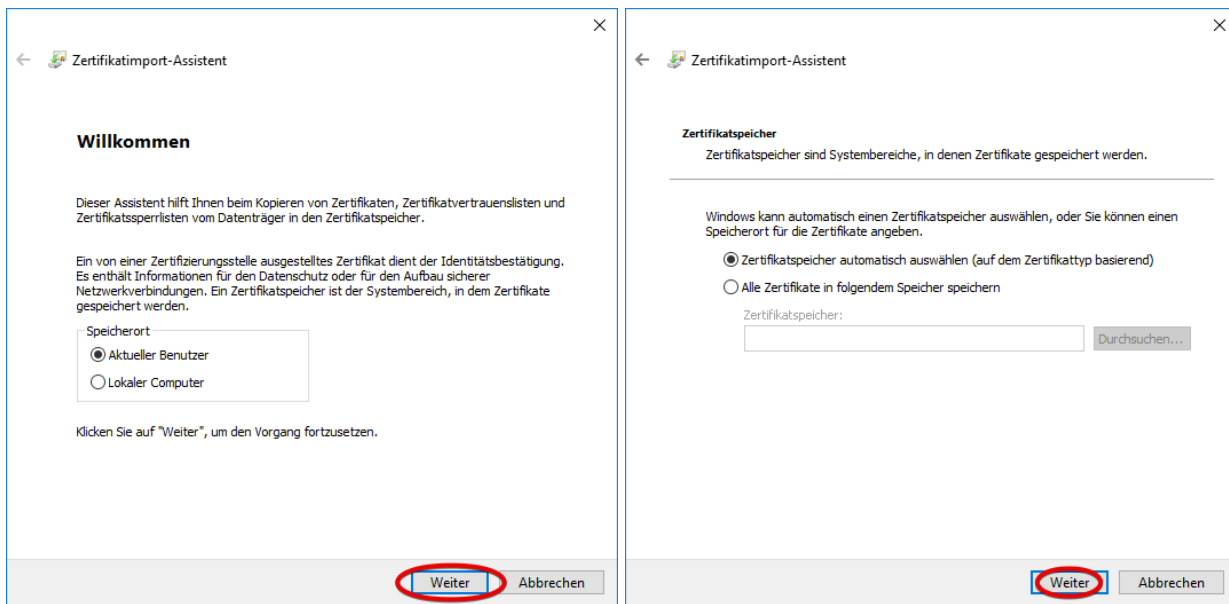 Zertifikatimport-Assistent
Willkommen
Dieser Assistent hilft Ihnen beim Kopieren von Zertifikaten, Zertifikatvertrauenslisten und
Zertifikatssperrlisten vom Datenträger in den Zertifikatspeicher.
Ein von einer Zertifizierungsstelle ausgestelltes Zertifikat dient der Identitätsbestätigung.
Es enthält Informationen für den Datenschutz oder für den Aufbau sicherer
Netzwerkverbindungen. Ein Zertifikatspeicher ist der Systembereich, in dem Zertifikate
gespeichert werden.
Speicherort
Aktueller Benutzer
Lokaler Computer
Klicken Sie auf "Weiter", um den Vorgang fortzusetzen.
Weiter Abbrechen
Zertifikatimport-Assistent
Zertifikatspeicher
Zertifikatspeicher sind Systembereiche, in denen Zertifikate gespeichert werden.
Windows kann automatisch einen Zertifikatspeicher auswählen, oder Sie können einen
Speicherort für die Zertifikate angeben.
Zertifikatspeicher automatisch auswählen (auf dem Zertifikattyp basierend)
Alle Zertifikate in folgendem Speicher speichern
Zertifikatspeicher:
Durchsuchen...
Weiter Abbrechen